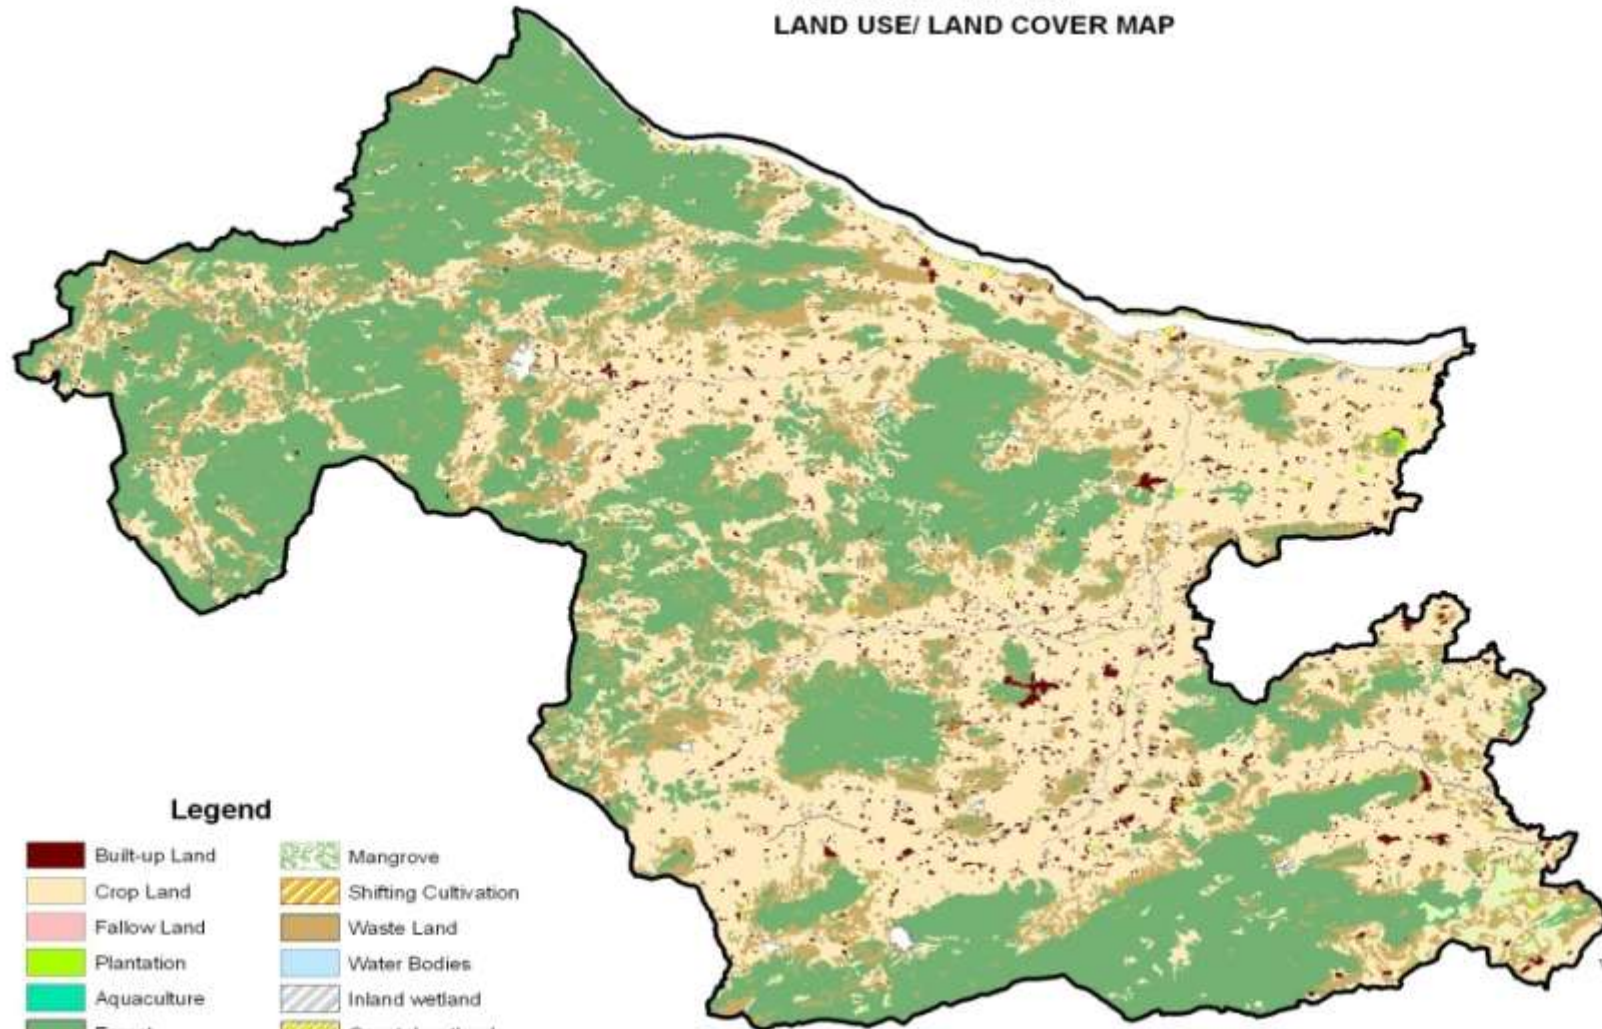 LAND USE/ LAND COVER MAP
Legend
Built-up Land
Crop Land
Fallow Land
Plantation
Aquaculture
Mangrove
Shifting Cultivation
Waste Land
Water Bodies
Inland wetland